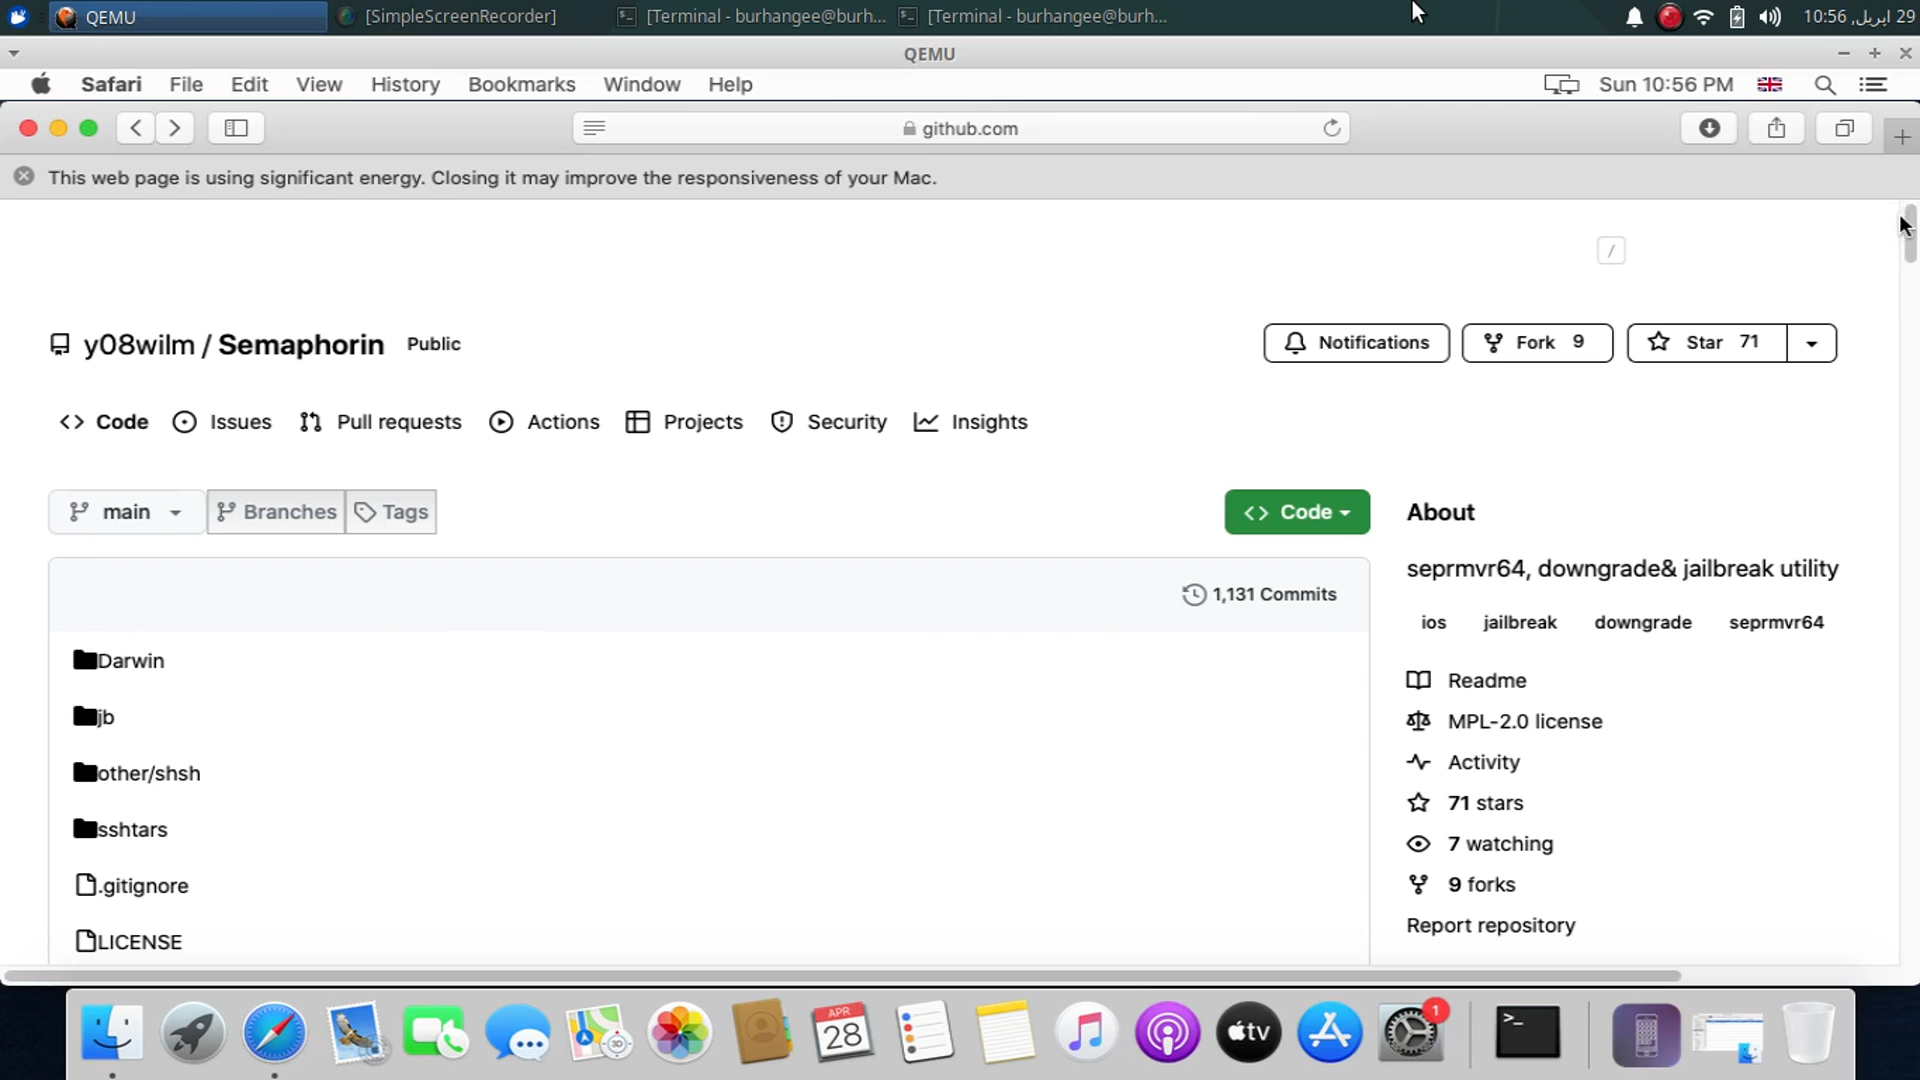 QEMU
[SimpleScreenRecorder]
[Terminal - burhangee@burh...
[Terminal - burhangee@burh...
29 اپریل, 10:56
QEMU
Safari File Edit View History Bookmarks Window Help
Sun 10:56 PM
github.com
This web page is using significant energy. Closing it may improve the responsiveness of your Mac.
/
y08wilm / Semaphorin Public
Notifications
Fork 9
Star 71
Code Issues Pull requests Actions Projects Security Insights
main Branches Tags
Code
About
seprmvr64, downgrade& jailbreak utility
ios jailbreak downgrade seprmvr64
1,131 Commits
Darwin
jb
other/shsh
sshtars
.gitignore
LICENSE
Readme
MPL-2.0 license
Activity
71 stars
7 watching
9 forks
Report repository
3D
APR
28
tv
1
>_